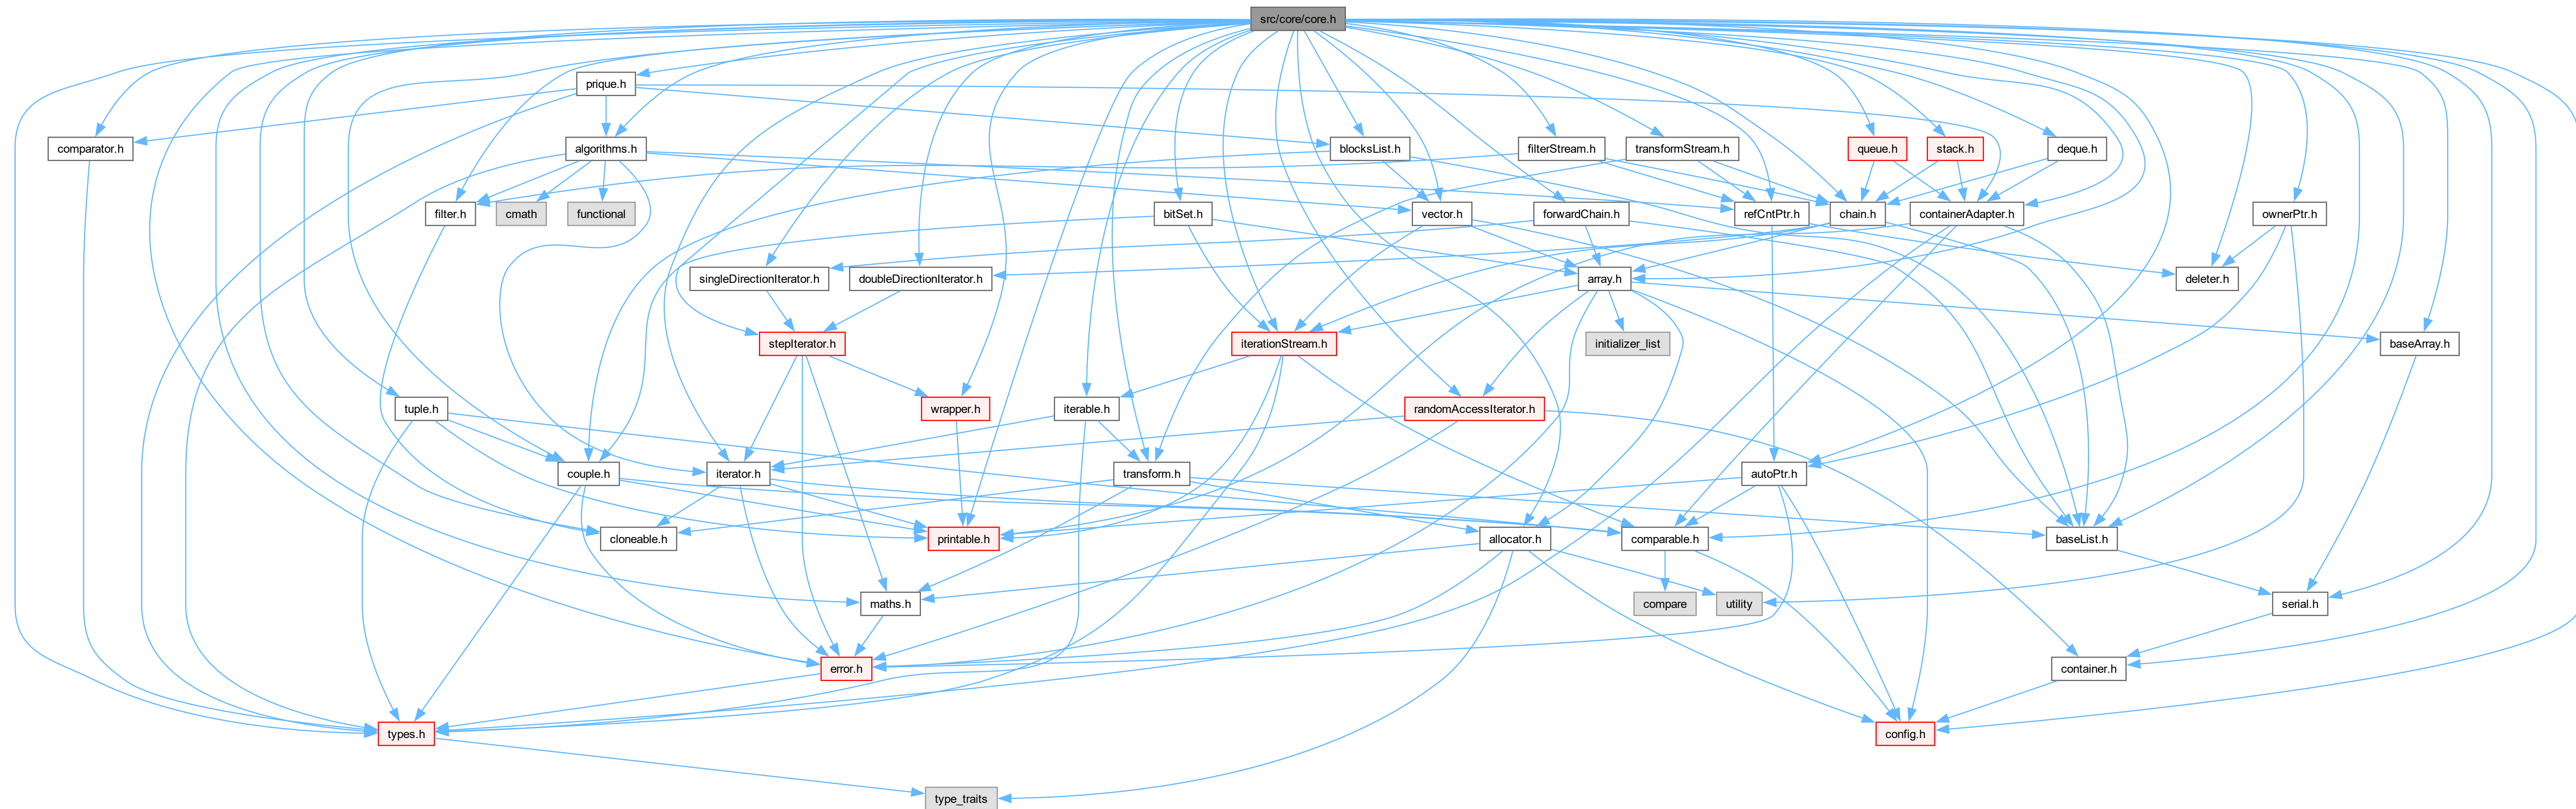 src/core/core.h
prique.h
comparator.h
algorithms.h
blocksList.h
filterStream.h
transformStream.h
queue.h
stack.h
deque.h
filter.h
cmath
functional
bitSet.h
vector.h
forwardChain.h
refCntPtr.h
chain.h
containerAdapter.h
ownerPtr.h
singleDirectionIterator.h
doubleDirectionIterator.h
array.h
deleter.h
stepIterator.h
iterationStream.h
initializer_list
baseArray.h
tuple.h
wrapper.h
iterable.h
randomAccessIterator.h
couple.h
iterator.h
transform.h
autoPtr.h
cloneable.h
printable.h
allocator.h
comparable.h
baseList.h
maths.h
compare
utility
serial.h
error.h
container.h
types.h
config.h
type_traits